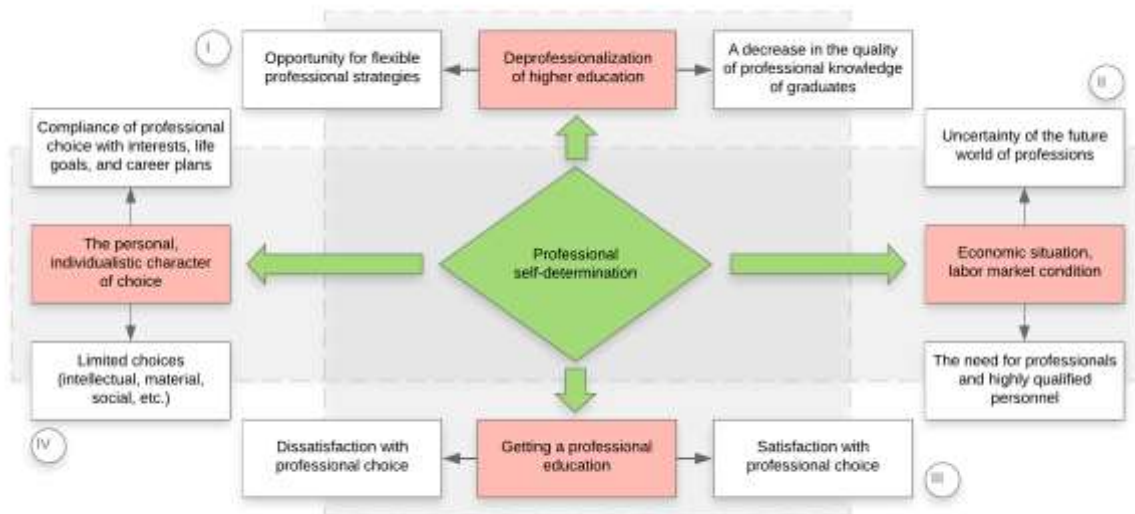 I
Opportunity for flexible
professional strategies
Deprofessionalization
of higher education
A decrease in the quality
of professional knowledge
of graduates
II
Compliance of professional
choice with interests, life
goals, and career plans
Uncertainty of the future
world of professions
The personal,
individualistic character
of choice
Professional
self-determination
Economic situation,
labor market condition
Limited choices
(intellectual, material,
social, etc.)
The need for professionals
and highly qualified
personnel
IV
Dissatisfaction with
professional choice
Getting a professional
education
Satisfaction with
professional choice
III